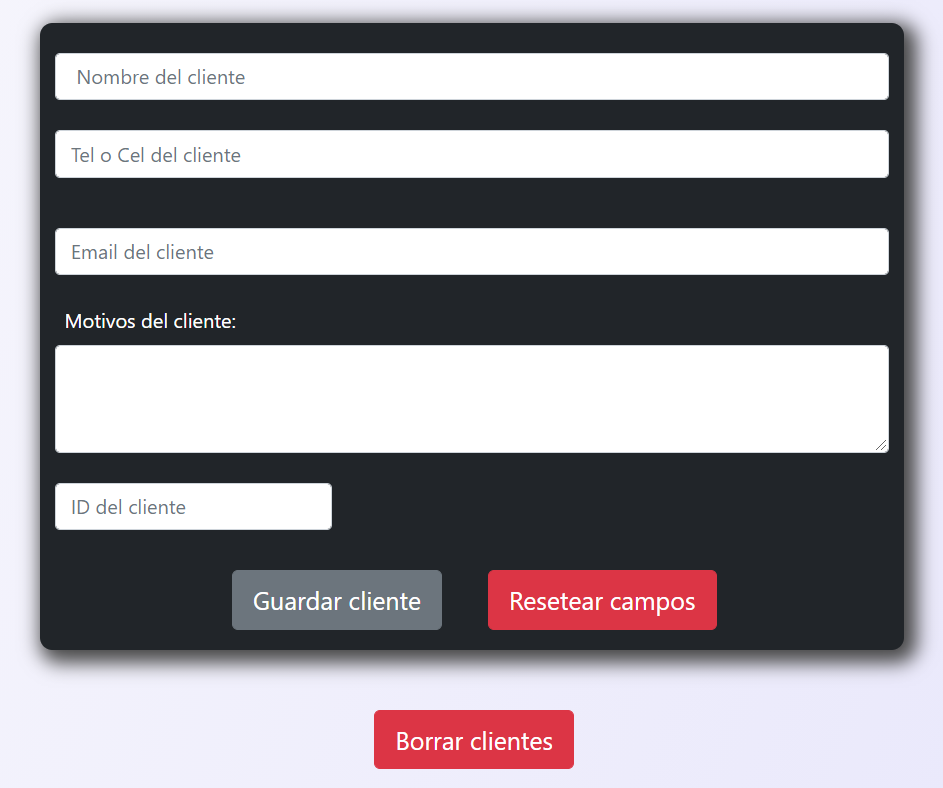 Nombre del cliente
Tel o Cel del cliente
Email del cliente
Motivos del cliente:
ID del cliente
Guardar cliente Resetear campos
Borrar clientes